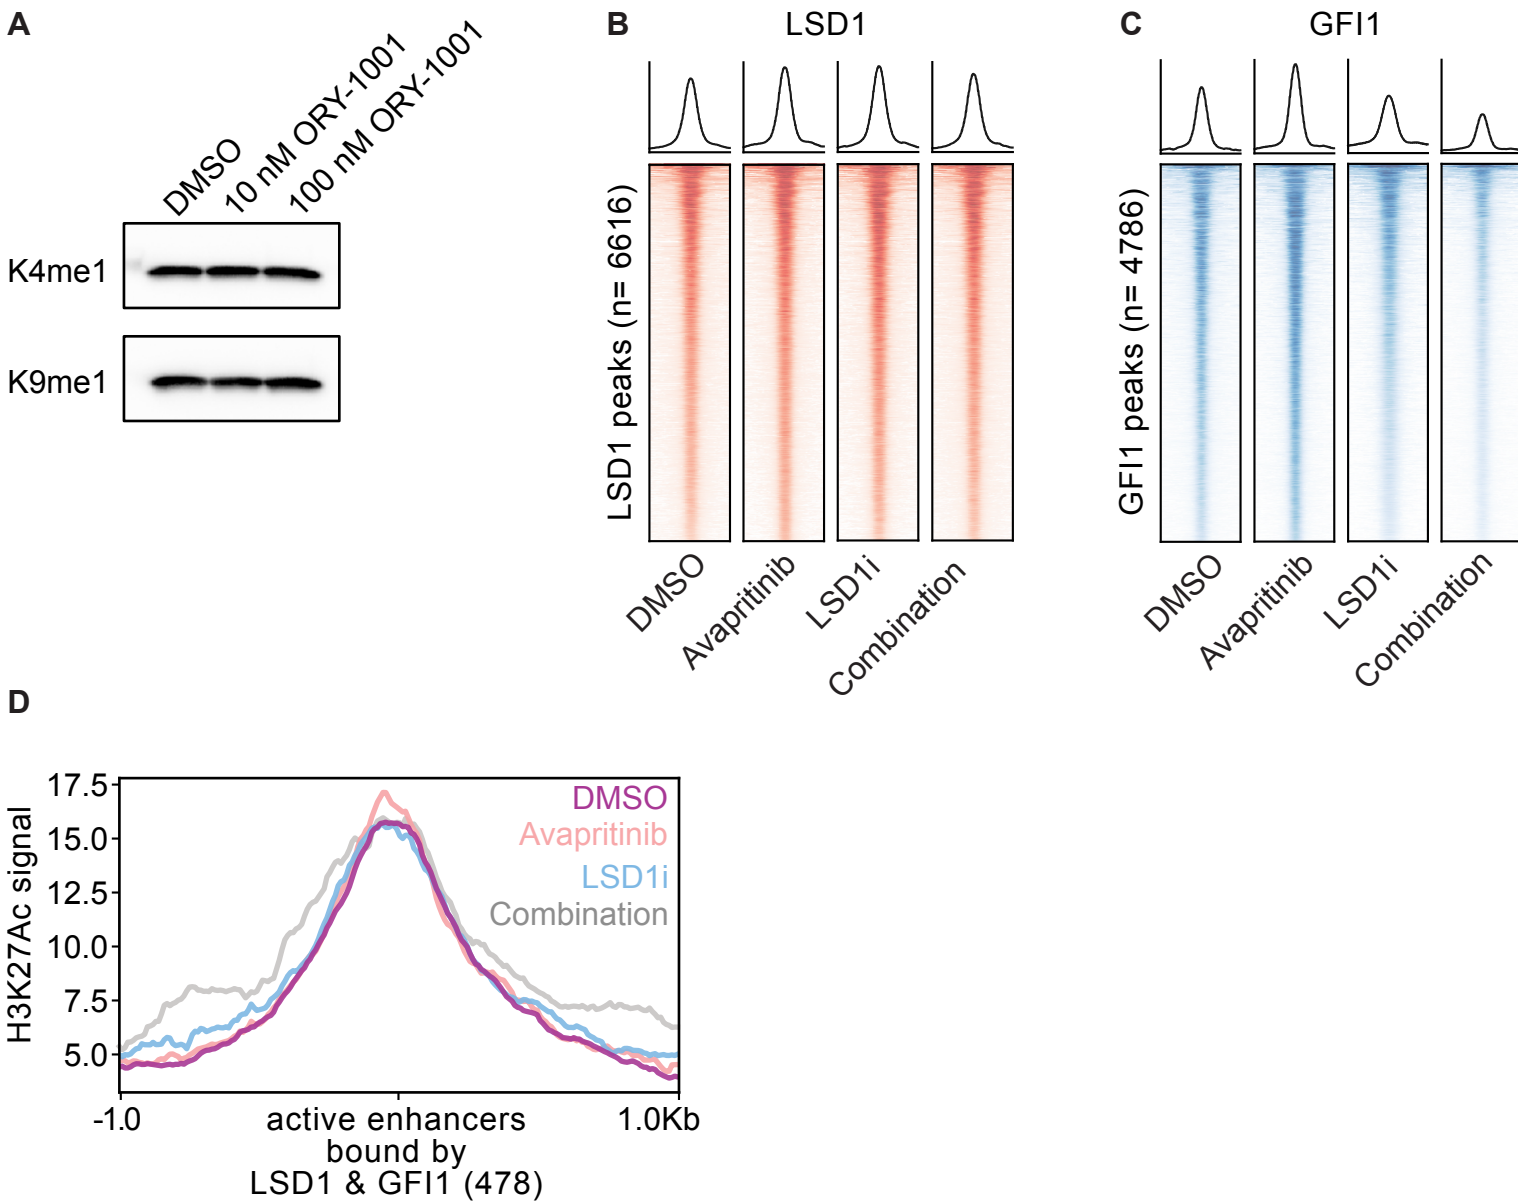 A
DMSO
10 nM ORY-1001
100 nM ORY-1001
K4me1
K9me1
B
LSD1
LSD1 peaks (n= 6616)
DMSO
Avapritinib
LSD1i
Combination
C
GFI1
GFI1 peaks (n= 4786)
DMSO
Avapritinib
LSD1i
Combination
D
H3K27Ac signal
17.5
15.0
12.5
10.0
7.5
5.0
DMSO
Avapritinib
LSD1i
Combination
-1.0
active enhancers
bound by
LSD1 & GFI1 (478)
1.0Kb